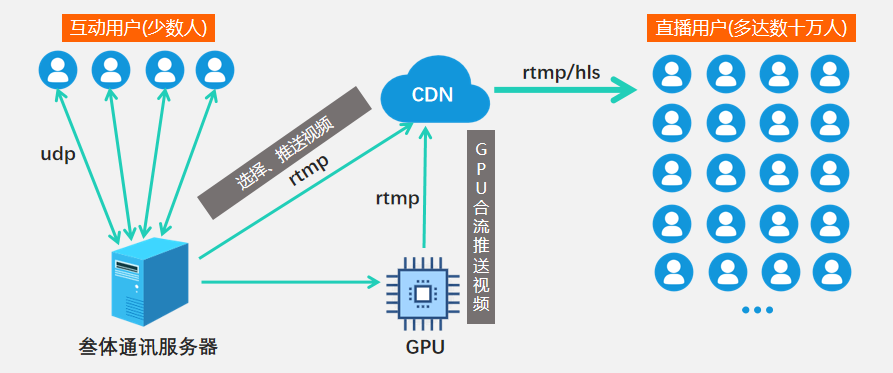 互动用户(少数人)
直播用户(多达数十万人)
CDN
rtmp/hls
udp
选择、推送视频
rtmp
rtmp
GPU合流推送视频
叁体通讯服务器
GPU